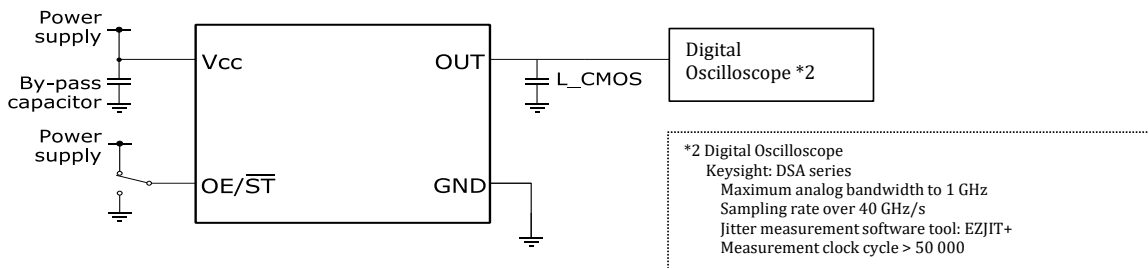 Power
supply
Vcc
By-pass
capacitor
Power
supply
OE/ST
OUT
L_CMOS
GND
Digital
Oscilloscope *2
*2 Digital Oscilloscope
Keysight: DSA series
Maximum analog bandwidth to 1 GHz
Sampling rate over 40 GHz/s
Jitter measurement software tool: EZJIT+
Measurement clock cycle > 50 000